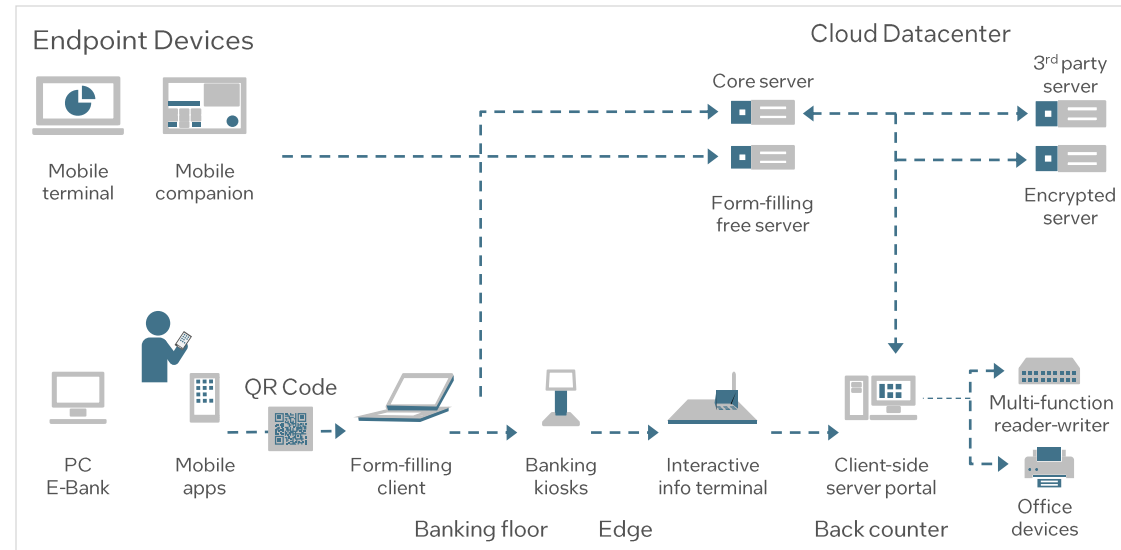 Endpoint Devices
Cloud Datacenter
Core server
3rd party
server
Mobile
terminal
Mobile
companion
Form-filling
free server
Encrypted
server
QR Code
PC
E-Bank
Mobile
apps
Form-filling
client
Banking
kiosks
Interactive
info terminal
Client-side
server portal
Multi-function
reader-writer
Office
devices
Banking floor
Edge
Back counter